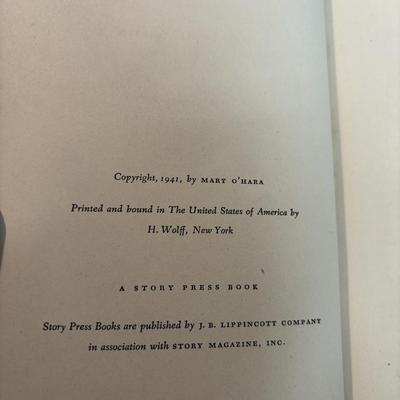 Copyright, 1941, by MARY O'HARA
Printed and bound in The United States of America by
H. Wolff, New York
A STORY PRESS BOOK
Story Press Books are published by J. B. LIPPINCOTT COMPANY
in association with STORY MAGAZINE, INC.